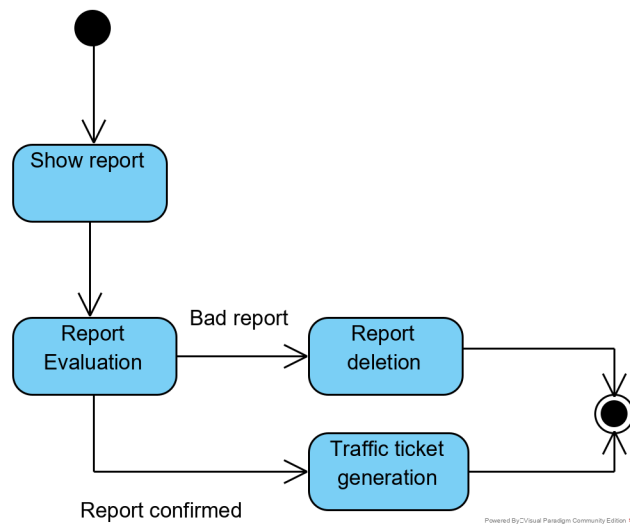 Show report
Report
Evaluation
Bad report
Report
deletion
Traffic ticket
generation
Report confirmed
Powered By Visual Paradigm Community Edition